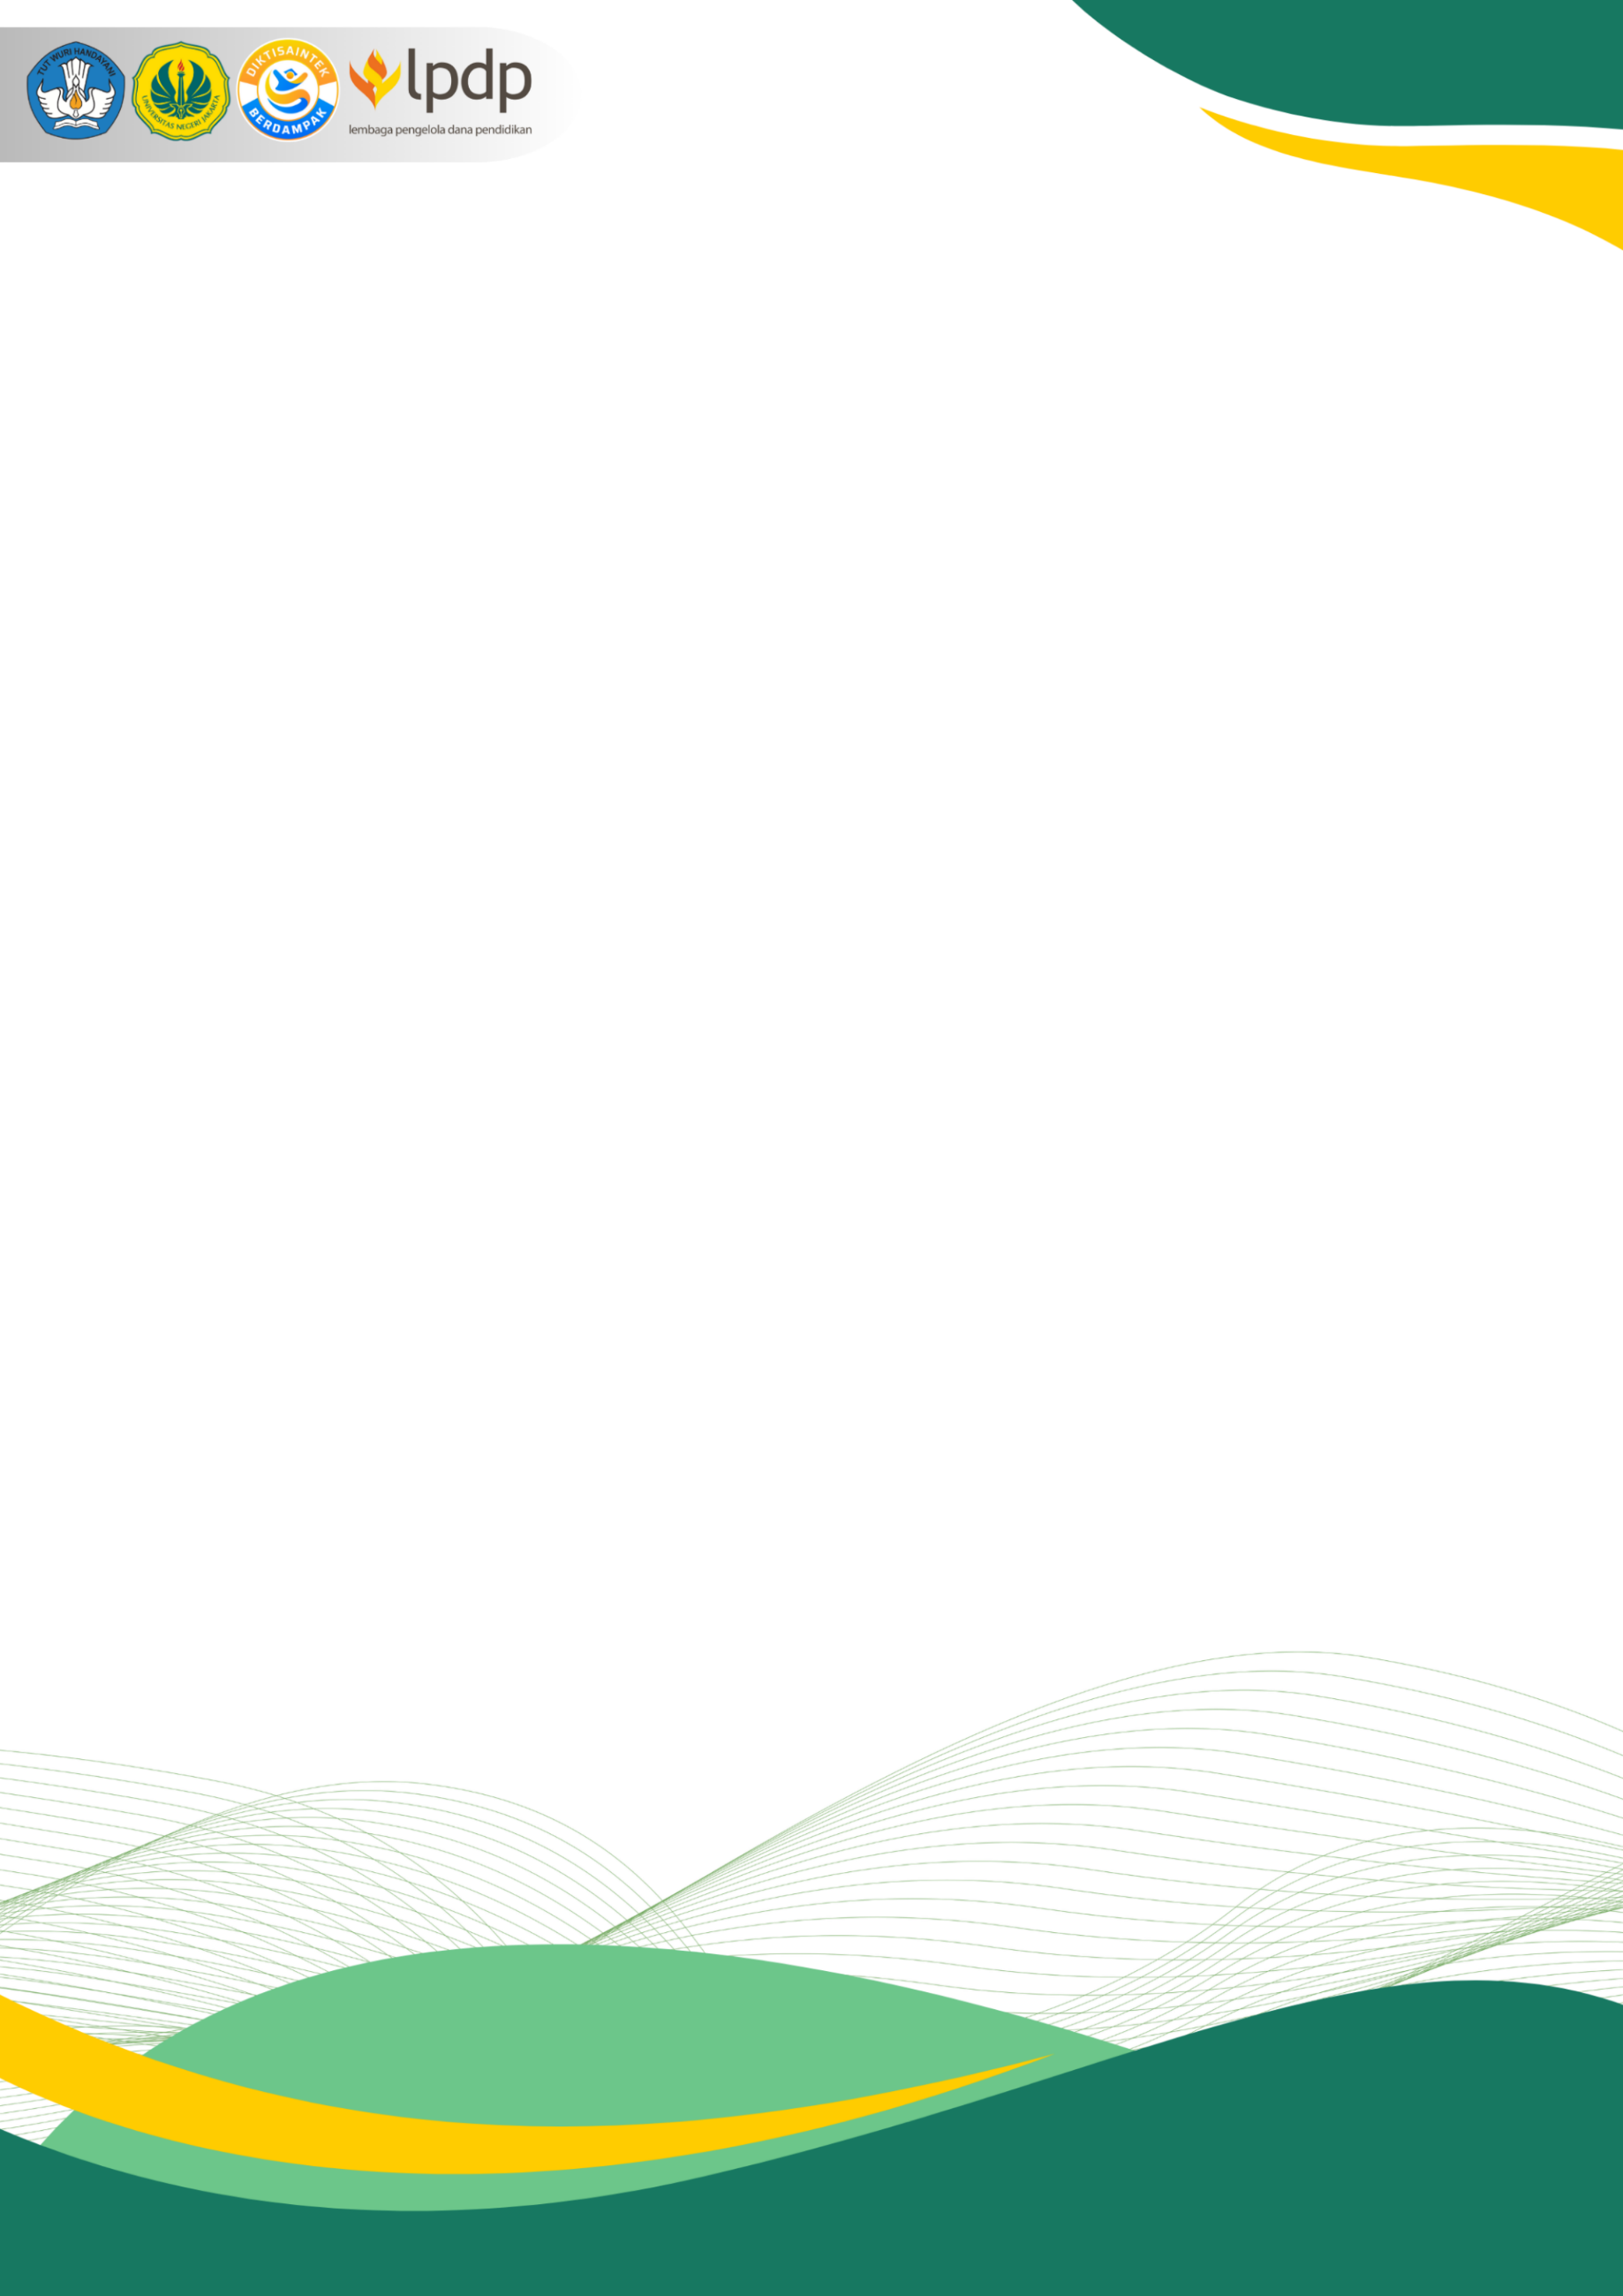 TUT WURI HANDAYANI
UNIVERSITAS NEGERI JAKARTA
DIKTISAINTEK
BERDAMPAK
lpdp
lembaga pengelola dana pendidikan